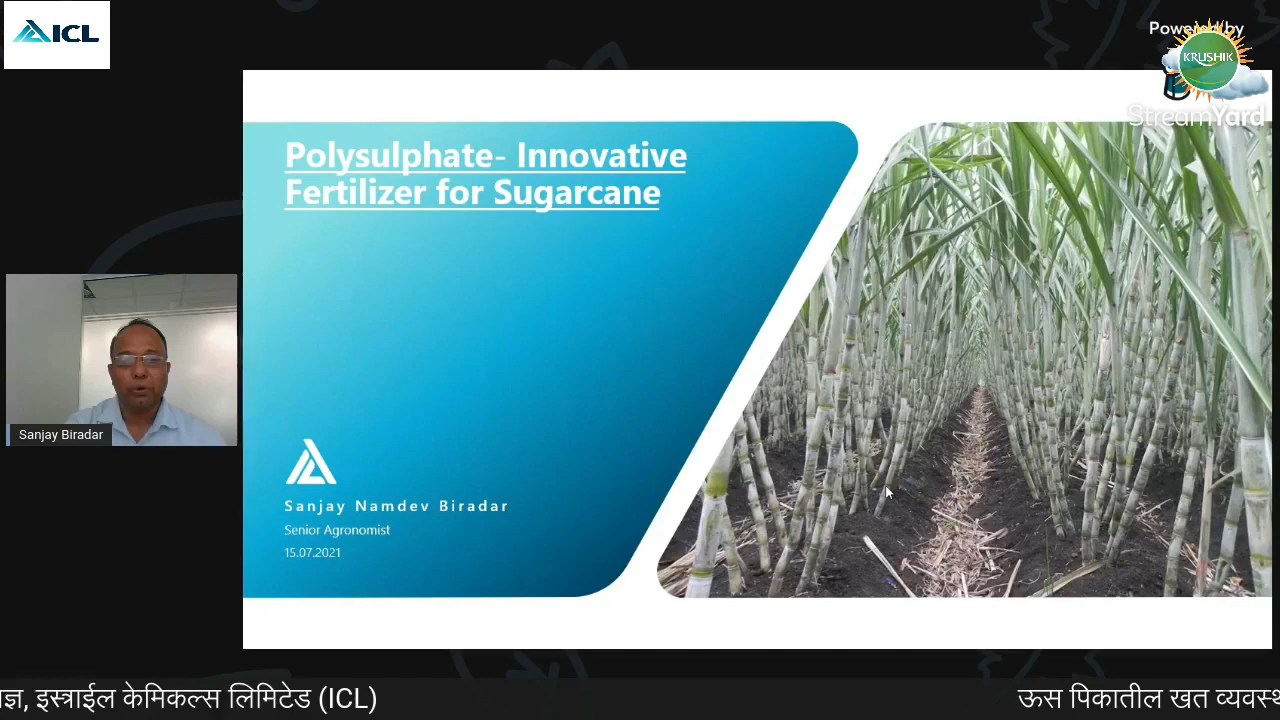 ICL
Powered by
KRUSHIK
StreamYard
Polysulphate- Innovative
Fertilizer for Sugarcane
Sanjay Biradar
Sanjay Namdev Biradar
Senior Agronomist
15.07.2021
इस्त्राईल केमिकल्स लिमिटेड (ICL)
ऊस पिकातील खत